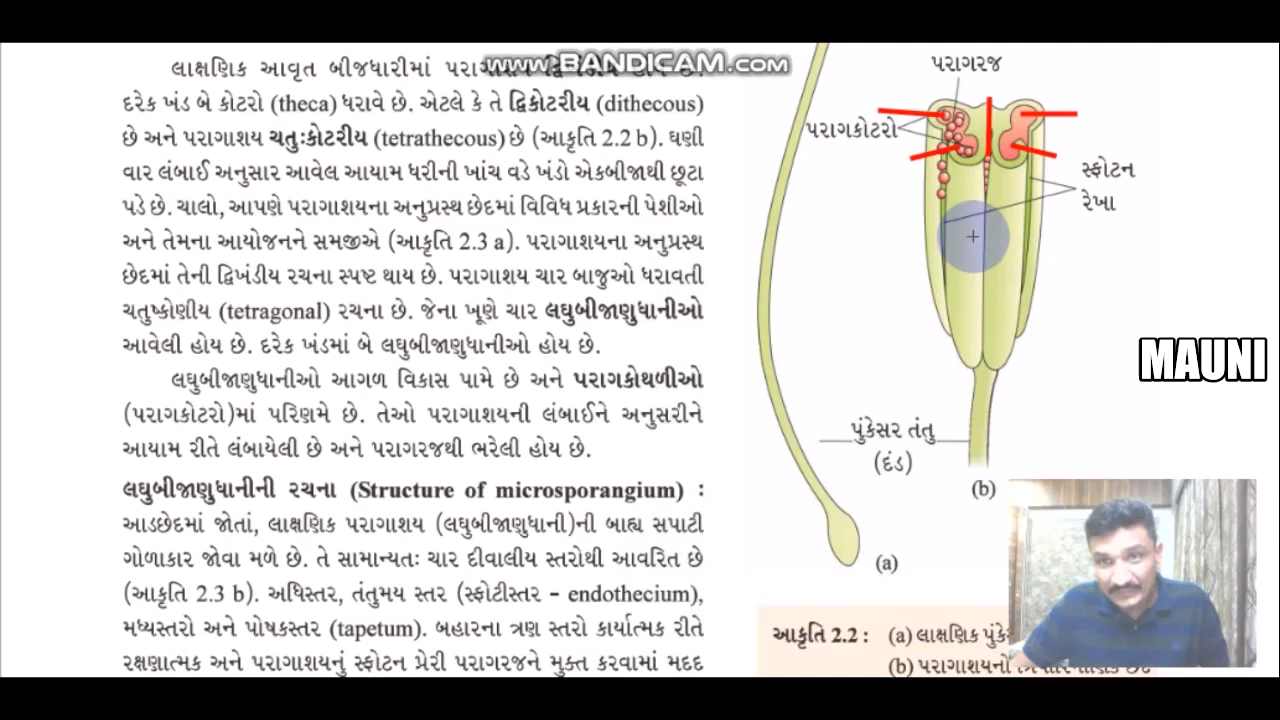 www.BANDICAM.com
લાક્ષણિક આવૃત બીજધારીમાં પરાગાશય
દરેક ખંડ બે કોટરો (theca) ધરાવે છે. એટલે કે તે દ્વિકોટરીય (dithecous)
છે અને પરાગાશય ચતુઃકોટરીય (tetrathecous) છે (આકૃતિ 2.2 b). ઘણી
વાર લંબાઈ અનુસાર આવેલ આયામ ધરીની ખાંચ વડે ખંડો એકબીજાથી છૂટા
પડે છે. ચાલો, આપણે પરાગાશયના અનુપ્રસ્થ છેદમાં વિવિધ પ્રકારની પેશીઓ
અને તેમના આયોજનને સમજીએ (આકૃતિ 2.3 a). પરાગાશયના અનુપ્રસ્થ
છેદમાં તેની દ્વિખંડીય રચના સ્પષ્ટ થાય છે. પરાગાશય ચાર બાજુઓ ધરાવતી
ચતુષ્કોણીય (tetragonal) રચના છે. જેના ખૂણે ચાર લઘુબીજાણુધાનીઓ
આવેલી હોય છે. દરેક ખંડમાં બે લઘુબીજાણુધાનીઓ હોય છે.
લઘુબીજાણુધાનીઓ આગળ વિકાસ પામે છે અને પરાગકોથળીઓ
(પરાગકોટરો)માં પરિણમે છે. તેઓ પરાગાશયની લંબાઈને અનુસરીને
આયામ રીતે લંબાયેલી છે અને પરાગરજથી ભરેલી હોય છે.
લઘુબીજાણુધાનીની રચના (Structure of microsporangium) :
આડછેદમાં જોતાં, લાક્ષણિક પરાગાશય (લઘુબીજાણુધાની)ની બાહ્ય સપાટી
ગોળાકાર જોવા મળે છે. તે સામાન્યતઃ ચાર દીવાલીય સ્તરોથી આવરિત છે
(આકૃતિ 2.3 b). અધિસ્તર, તંતુમય સ્તર (સ્ફોટીસ્તર – endothecium),
મધ્યસ્તરો અને પોષકસ્તર (tapetum). બહારના ત્રણ સ્તરો કાર્યાત્મક રીતે
રક્ષણાત્મક અને પરાગાશયનું સ્ફોટન પ્રેરી પરાગરજને મુક્ત કરવામાં મદદ
પરાગરજ
પરાગકોટરો
સ્ફોટન
રેખા
પુંકેસર તંતુ
(દંડ)
(b)
(a)
MAUNI
આકૃતિ 2.2 : (a) લાક્ષણિક
(b) પરાગાશયનો